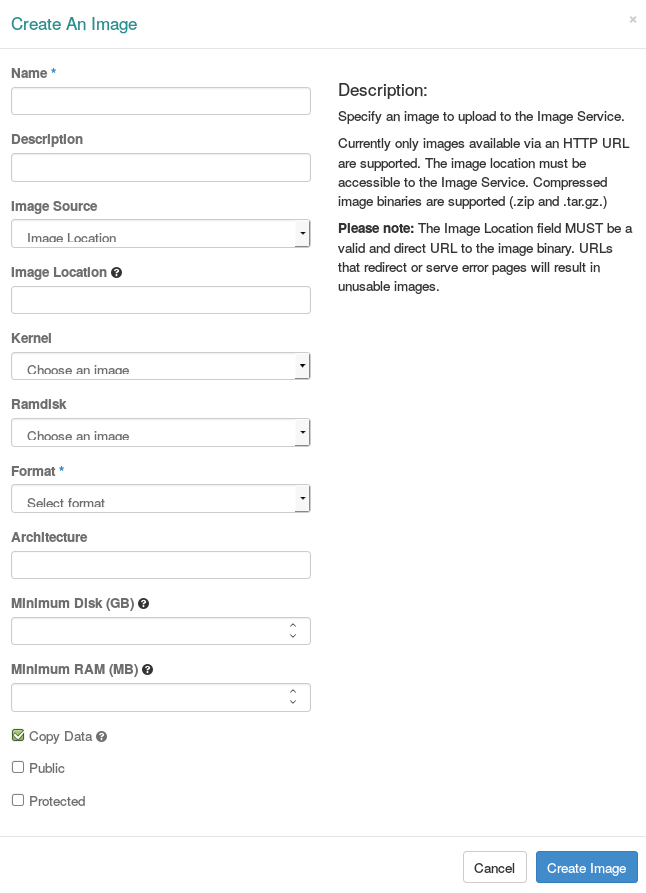 Create An Image
×
Name *
Description
Image Source
Image Location
Image Location
Kernel
Choose an image
Ramdisk
Choose an image
Format *
Select format
Architecture
Minimum Disk (GB)
Minimum RAM (MB)
Copy Data
Public
Protected
Description:
Specify an image to upload to the Image Service.
Currently only images available via an HTTP URL
are supported. The image location must be
accessible to the Image Service. Compressed
image binaries are supported (.zip and .tar.gz.)
Please note: The Image Location field MUST be a
valid and direct URL to the image binary. URLs
that redirect or serve error pages will result in
unusable images.
Cancel
Create Image